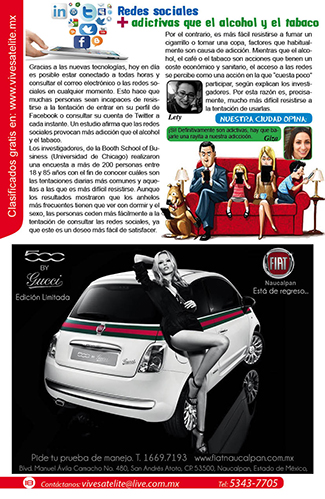 Clasificados gratis en: www.vivesatelite.mx
in
Redes sociales
+ adictivas que el alcohol y el tabaco
Gracias a las nuevas tecnologías, hoy en día
es posible estar conectado a todas horas y
consultar el correo electrónico o las redes so-
ciales en cualquier momento. Esto hace que
muchas personas sean incapaces de resis-
tirse a la tentación de entrar en su perfil de
Facebook o consultar su cuenta de Twitter a
cada instante. Un estudio afirma que las redes
sociales provocan más adicción que el alcohol
y el tabaco.
Los investigadores, de la Booth School of Bu-
siness (Universidad de Chicago) realizaron
una encuesta a más de 200 personas entre
18 y 85 años con el fin de conocer cuáles son
las tentaciones diarias más comunes y aque-
llas a las que es más difícil resistirse. Aunque
los resultados mostraron que los anhelos
más frecuentes tienen que ver con dormir y el
sexo, las personas ceden más fácilmente a la
tentación de consultar las redes sociales, ya
que este es un deseo más fácil de satisfacer.
Por el contrario, es más fácil resistirse a fumar un
cigarrillo o tomar una copa, factores que habitual-
mente son causa de adicción. Mientras que el alco-
hol, el café o el tabaco son acciones que tienen un
coste económico y sanitario, el acceso a las redes
se percibe como una acción en la que "cuesta poco"
participar, según explican los investi-
gadores. Por esta razón es, presona-
mente, mucho más difícil resistirse a
la tentación de usarlas.
Lety
NUESTRA CIUDAD OPINA:
¡Sí! Definitivamente son adictivas, hay que ba-
jarle una rayita a nuestra adicción.
Gise
500
BY
Gucci
Edición Limitada
FIAT
Naucalpan
Está de regreso...
Pide tu prueba de manejo. T. 1669.7193 www.fiatnaucalpan.com.mx
Blvd. Manuel Ávila Camacho No. 480, San Andrés Atoto, CP. 53500, Naucalpan, Estado de México,
Contáctanos: vivesatelite@live.com.mx Tel: 5343-7705